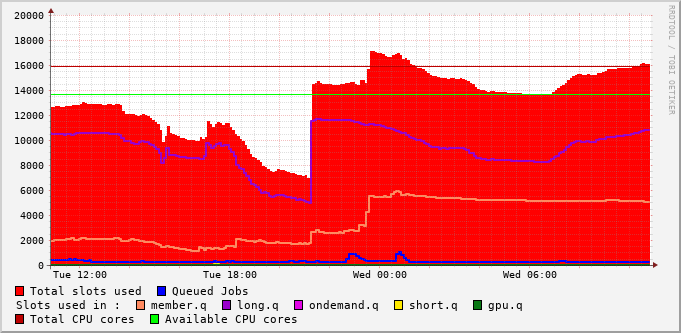 20000
18000
16000
14000
12000
10000
8000
6000
4000
2000
0
Tue 12:00 Tue 18:00 Wed 00:00 Wed 06:00
RRDTOOL / TOBI OETIKER
Total slots used Queued Jobs
Slots used in : member.q long.q ondemand.q short.q gpu.q
Total CPU cores Available CPU cores